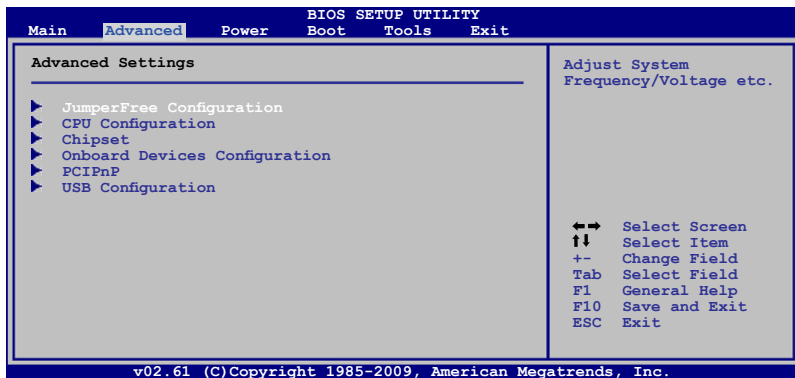 BIOS SETUP UTILITY
Main Advanced Power Boot Tools Exit
Advanced Settings
JumperFree Configuration
CPU Configuration
Chipset
Onboard Devices Configuration
PCIPnP
USB Configuration
Adjust System
Frequency/Voltage etc.
←→ Select Screen
↑↓ Select Item
+- Change Field
Tab Select Field
F1 General Help
F10 Save and Exit
ESC Exit
v02.61 (C)Copyright 1985-2009, American Megatrends, Inc.